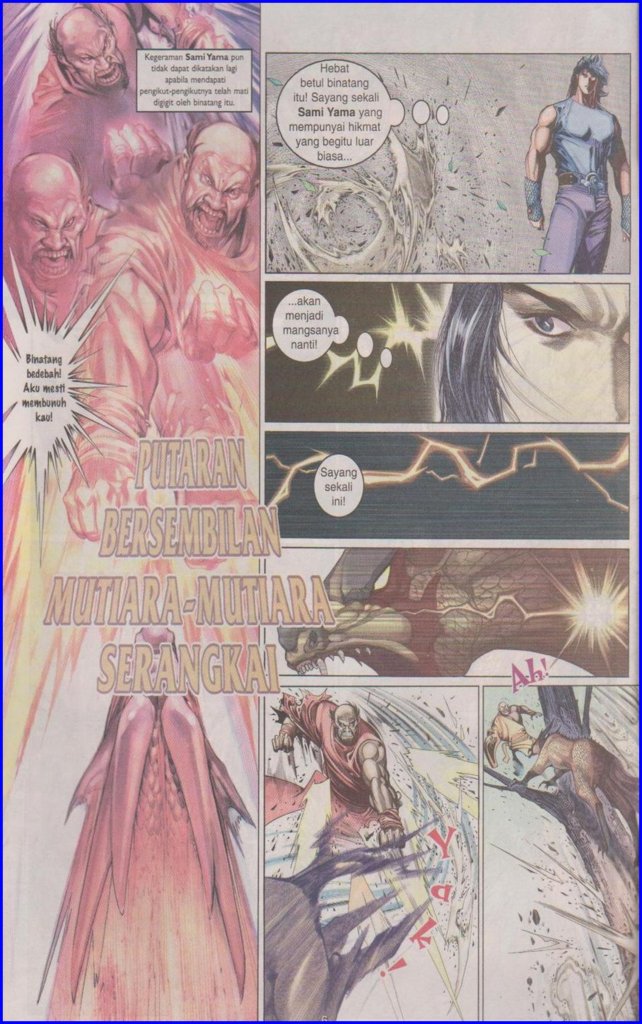 Kegeraman Sami Yama pun
tidak dapat dikatakan lagi
apabila mendapati
pengikut-pengikutnya telah mati
digigit oleh binatang itu.
Binatang
bedebah!
Aku mesti
membunuh
kau!
PUTARAN
BERSEMBILAN
MUTIARA-MUTIARA
SERANGKAI
Hebat
betul binatang
itu! Sayang sekali
Sami Yama yang
mempunyai hikmat
yang begitu luar
biasa...
...akan
menjadi
mangsanya
nanti!
Sayang
sekali
ini!
Ah!